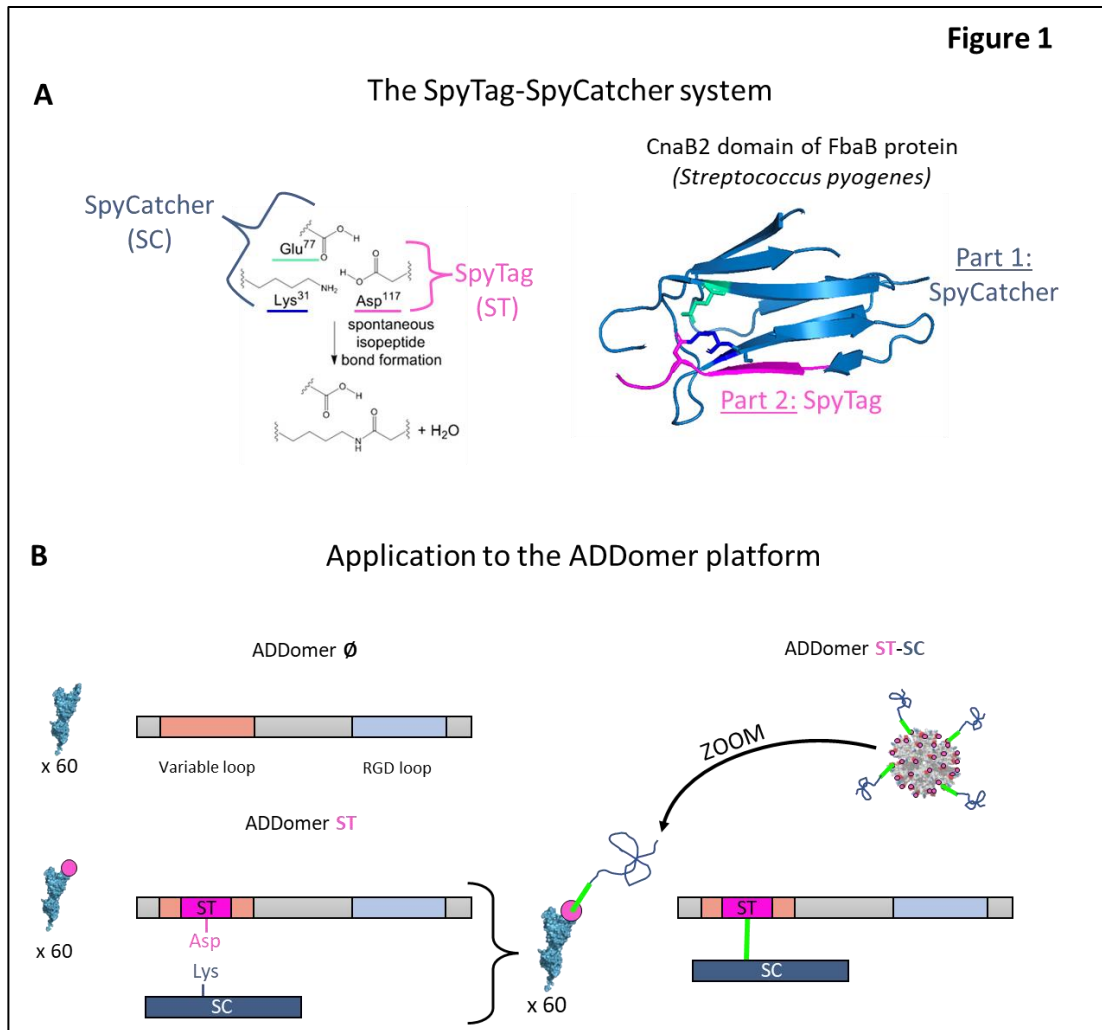 Figure 1
A
The SpyTag-SpyCatcher system
CnaB2 domain of FbaB protein
(Streptococcus pyogenes)
SpyCatcher
(SC)
O
H
O
Glu77
O
H
O
NH2
Lys31
Asp117
SpyTag
(ST)
spontaneous
isopeptide
bond formation
O
H
O
O
N
H
+ H2O
Part 1:
SpyCatcher
Part 2: SpyTag
B
Application to the ADDomer platform
ADDomer Ø
x 60
Variable loop
RGD loop
ADDomer ST-SC
ZOOM
ADDomer ST
x 60
ST
Asp
Lys
SC
x 60
ST
SC